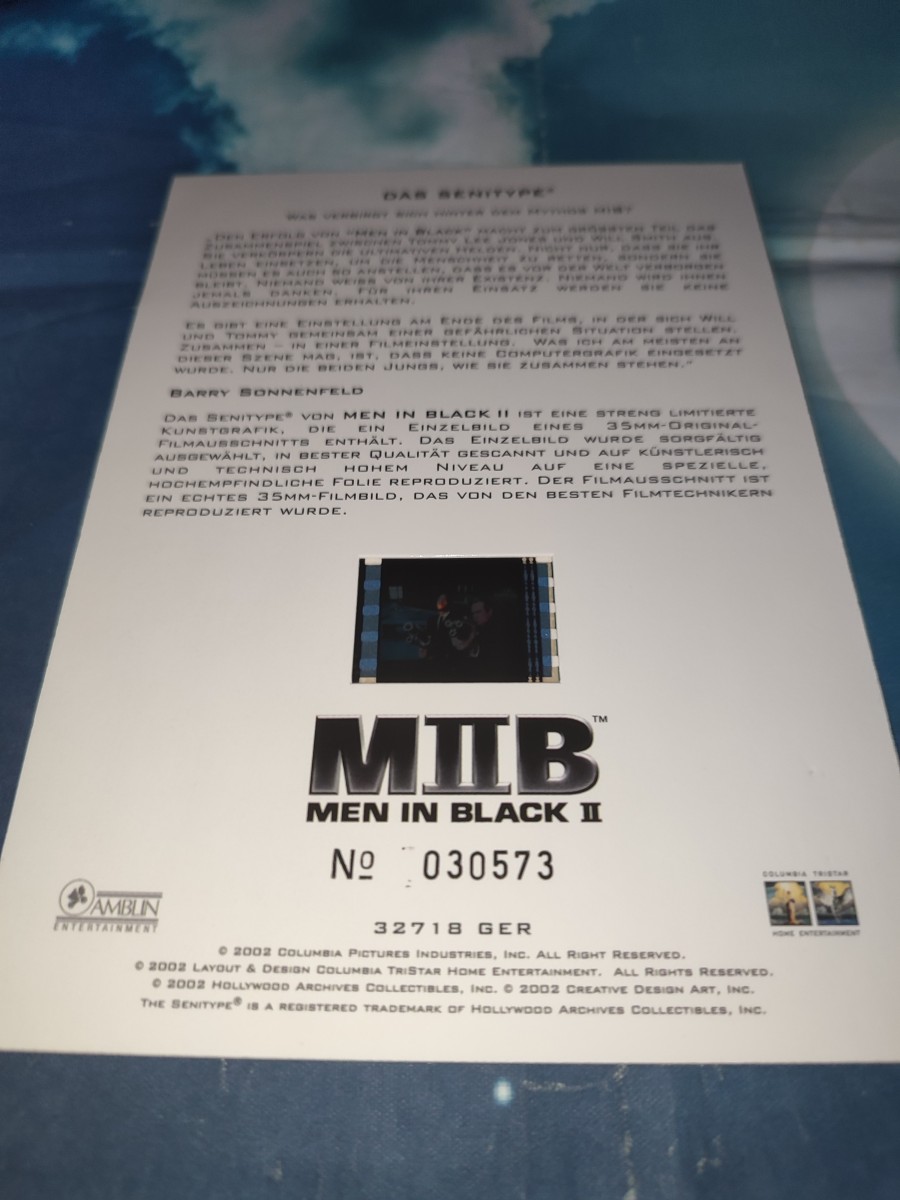 DAS SENITYPE®
WAS VERBIRGT SICH HINTER DEM MYTHOS MIB?
„DER ERFOLG VON "MEN IN BLACK" MACHT ZUM GRÖSSTEN TEIL DAS
ZUSAMMENSPIEL ZWISCHEN TOMMY LEE JONES UND WILL SMITH AUS.
SIE VERKÖRPERN DIE ULTIMATIVEN HELDEN. NICHT NUR, DASS SIE IHR
LEBEN EINSETZEN, UM DIE MENSCHHEIT ZU RETTEN, SONDERN SIE
MÜSSEN ES AUCH SO ANSTELLEN, DASS ES VOR DER WELT VERBORGEN
BLEIBT. NIEMAND WEISS VON IHRER EXISTENZ. NIEMAND WIRD IHNEN
JEMALS DANKEN. FÜR IHREN EINSATZ WERDEN SIE KEINE
AUSZEICHNUNGEN ERHALTEN.
ES GIBT EINE EINSTELLUNG AM ENDE DES FILMS, IN DER SICH WILL
UND TOMMY GEMEINSAM EINER GEFÄHRLICHEN SITUATION STELLEN.
ZUSAMMEN – IN EINER FILMEINSTELLUNG. WAS ICH AM MEISTEN AN
DIESER SZENE MAG, IST, DASS KEINE COMPUTERGRAFIK EINGESETZT
WURDE. NUR DIE BEIDEN JUNGS, WIE SIE ZUSAMMEN STEHEN."
BARRY SONNENFELD
DAS SENITYPE® VON MEN IN BLACK II IST EINE STRENG LIMITIERTE
KUNSTGRAFIK, DIE EIN EINZELBILD EINES 35MM-ORIGINAL-
FILMAUSSCHNITTS ENTHÄLT. DAS EINZELBILD WURDE SORGFÄLTIG
AUSGEWÄHLT, IN BESTER QUALITÄT GESCANNT UND AUF KÜNSTLERISCH
UND TECHNISCH HOHEM NIVEAU AUF EINE SPEZIELLE,
HOCHEMPFINDLICHE FOLIE REPRODUZIERT. DER FILMAUSSCHNITT IST
EIN ECHTES 35MM-FILMBILD, DAS VON DEN BESTEN FILMTECHNIKERN
REPRODUZIERT WURDE.
MIIB™
MEN IN BLACK II
Nº 030573
AMBLIN
ENTERTAINMENT
COLUMBIA TRISTAR
HOME ENTERTAINMENT
32718 GER
© 2002 COLUMBIA PICTURES INDUSTRIES, INC. ALL RIGHT RESERVED.
© 2002 LAYOUT & DESIGN COLUMBIA TRISTAR HOME ENTERTAINMENT. ALL RIGHTS RESERVED.
© 2002 HOLLYWOOD ARCHIVES COLLECTIBLES, INC. © 2002 CREATIVE DESIGN ART, INC.
THE SENITYPE® IS A REGISTERED TRADEMARK OF HOLLYWOOD ARCHIVES COLLECTIBLES, INC.